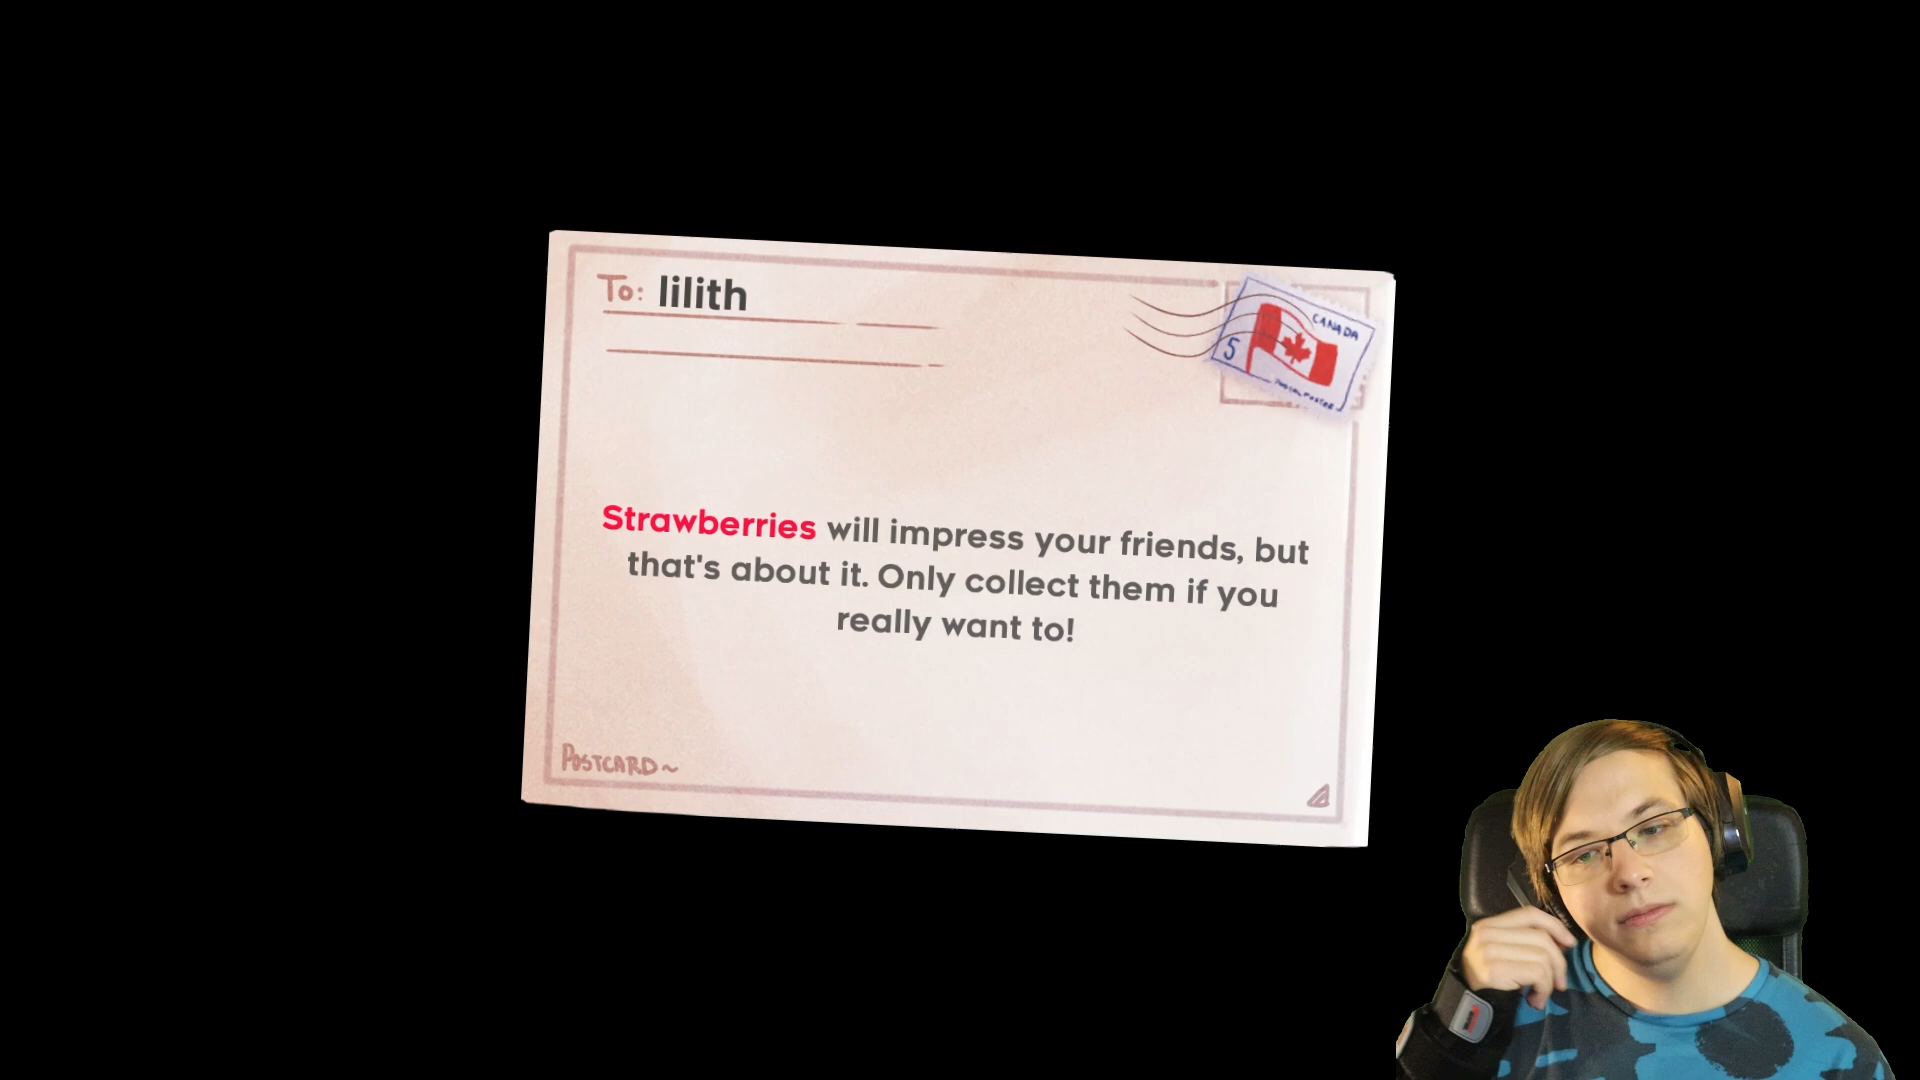 To: lilith
CANADA
5
Strawberries will impress your friends, but
that's about it. Only collect them if you
really want to!
POSTCARD~